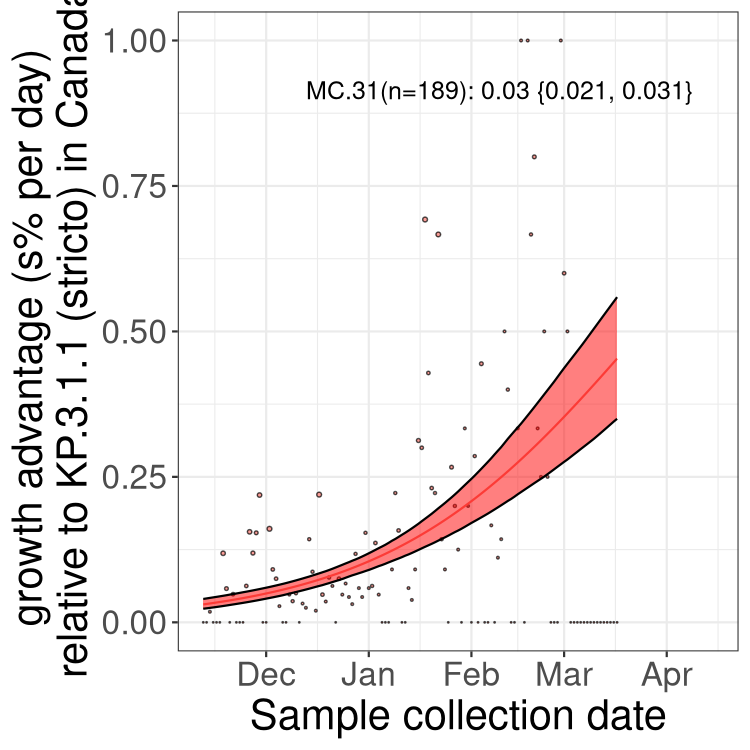 growth advantage (s% per day)
relative to KP.3.1.1 (stricto) in Canada
1.00
0.75
0.50
0.25
0.00
MC.31(n=189): 0.03 {0.021, 0.031}
Dec Jan Feb Mar Apr
Sample collection date